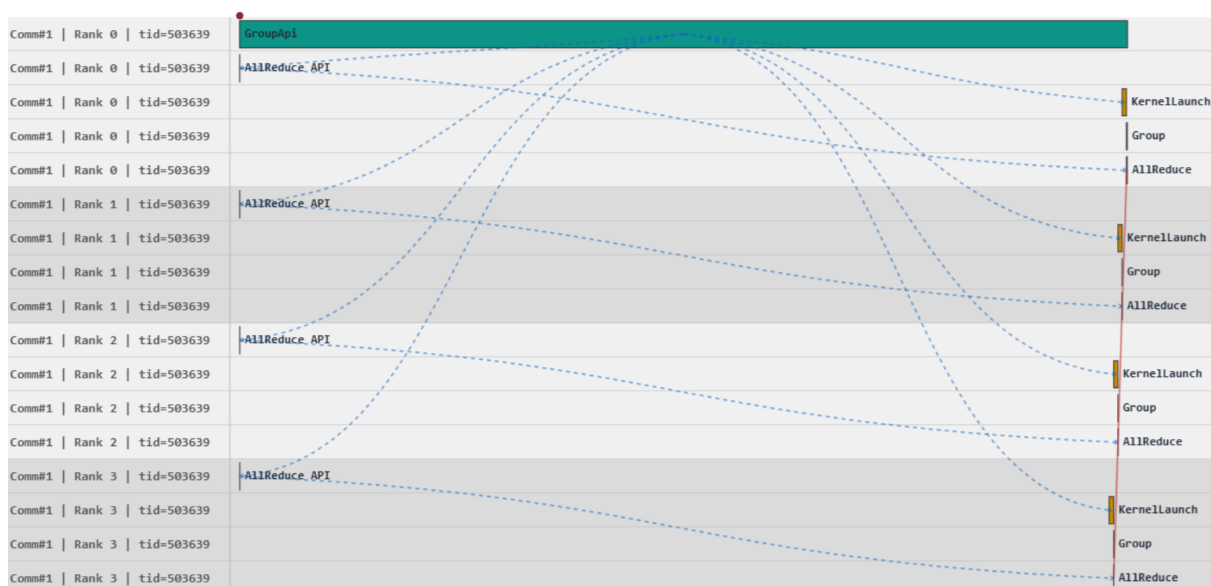 Comm#1 | Rank 0 | tid=503639 GroupApi
Comm#1 | Rank 0 | tid=503639 AllReduce API
Comm#1 | Rank 0 | tid=503639 KernelLaunch
Comm#1 | Rank 0 | tid=503639 Group
Comm#1 | Rank 0 | tid=503639 AllReduce
Comm#1 | Rank 1 | tid=503639 AllReduce API
Comm#1 | Rank 1 | tid=503639 KernelLaunch
Comm#1 | Rank 1 | tid=503639 Group
Comm#1 | Rank 1 | tid=503639 AllReduce
Comm#1 | Rank 2 | tid=503639 AllReduce API
Comm#1 | Rank 2 | tid=503639 KernelLaunch
Comm#1 | Rank 2 | tid=503639 Group
Comm#1 | Rank 2 | tid=503639 AllReduce
Comm#1 | Rank 3 | tid=503639 AllReduce API
Comm#1 | Rank 3 | tid=503639 KernelLaunch
Comm#1 | Rank 3 | tid=503639 Group
Comm#1 | Rank 3 | tid=503639 AllReduce